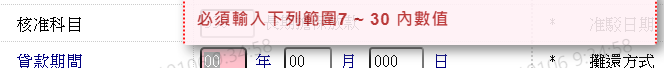 必須輸入下列範圍7 ~ 30 內數值
核准科目 * 准駁日期
貸款期間 00 年 00 月 000 日 * 攤還方式